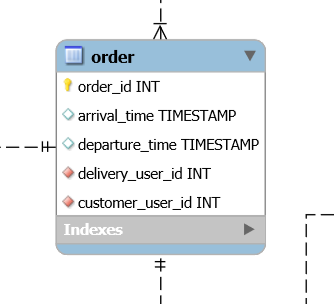 order
order_id INT
arrival_time TIMESTAMP
departure_time TIMESTAMP
delivery_user_id INT
customer_user_id INT
Indexes